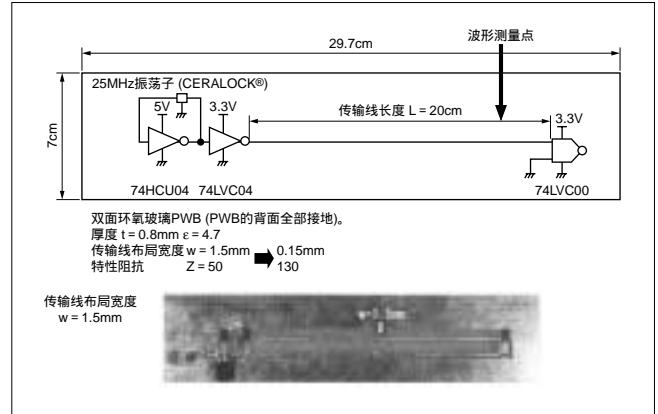 29.7cm
波形测量点
7cm
25MHz振荡子 (CERALOCK®)
5V
3.3V
传输线长度 L = 20cm
3.3V
74HCU04
74LVC04
74LVC00
双面环氧玻璃PWB (PWB的背面全部接地)。
厚度 t = 0.8mm ε = 4.7
传输线布局宽度 w = 1.5mm 0.15mm
特性阻抗 Z = 50 130
传输线布局宽度
w = 1.5mm